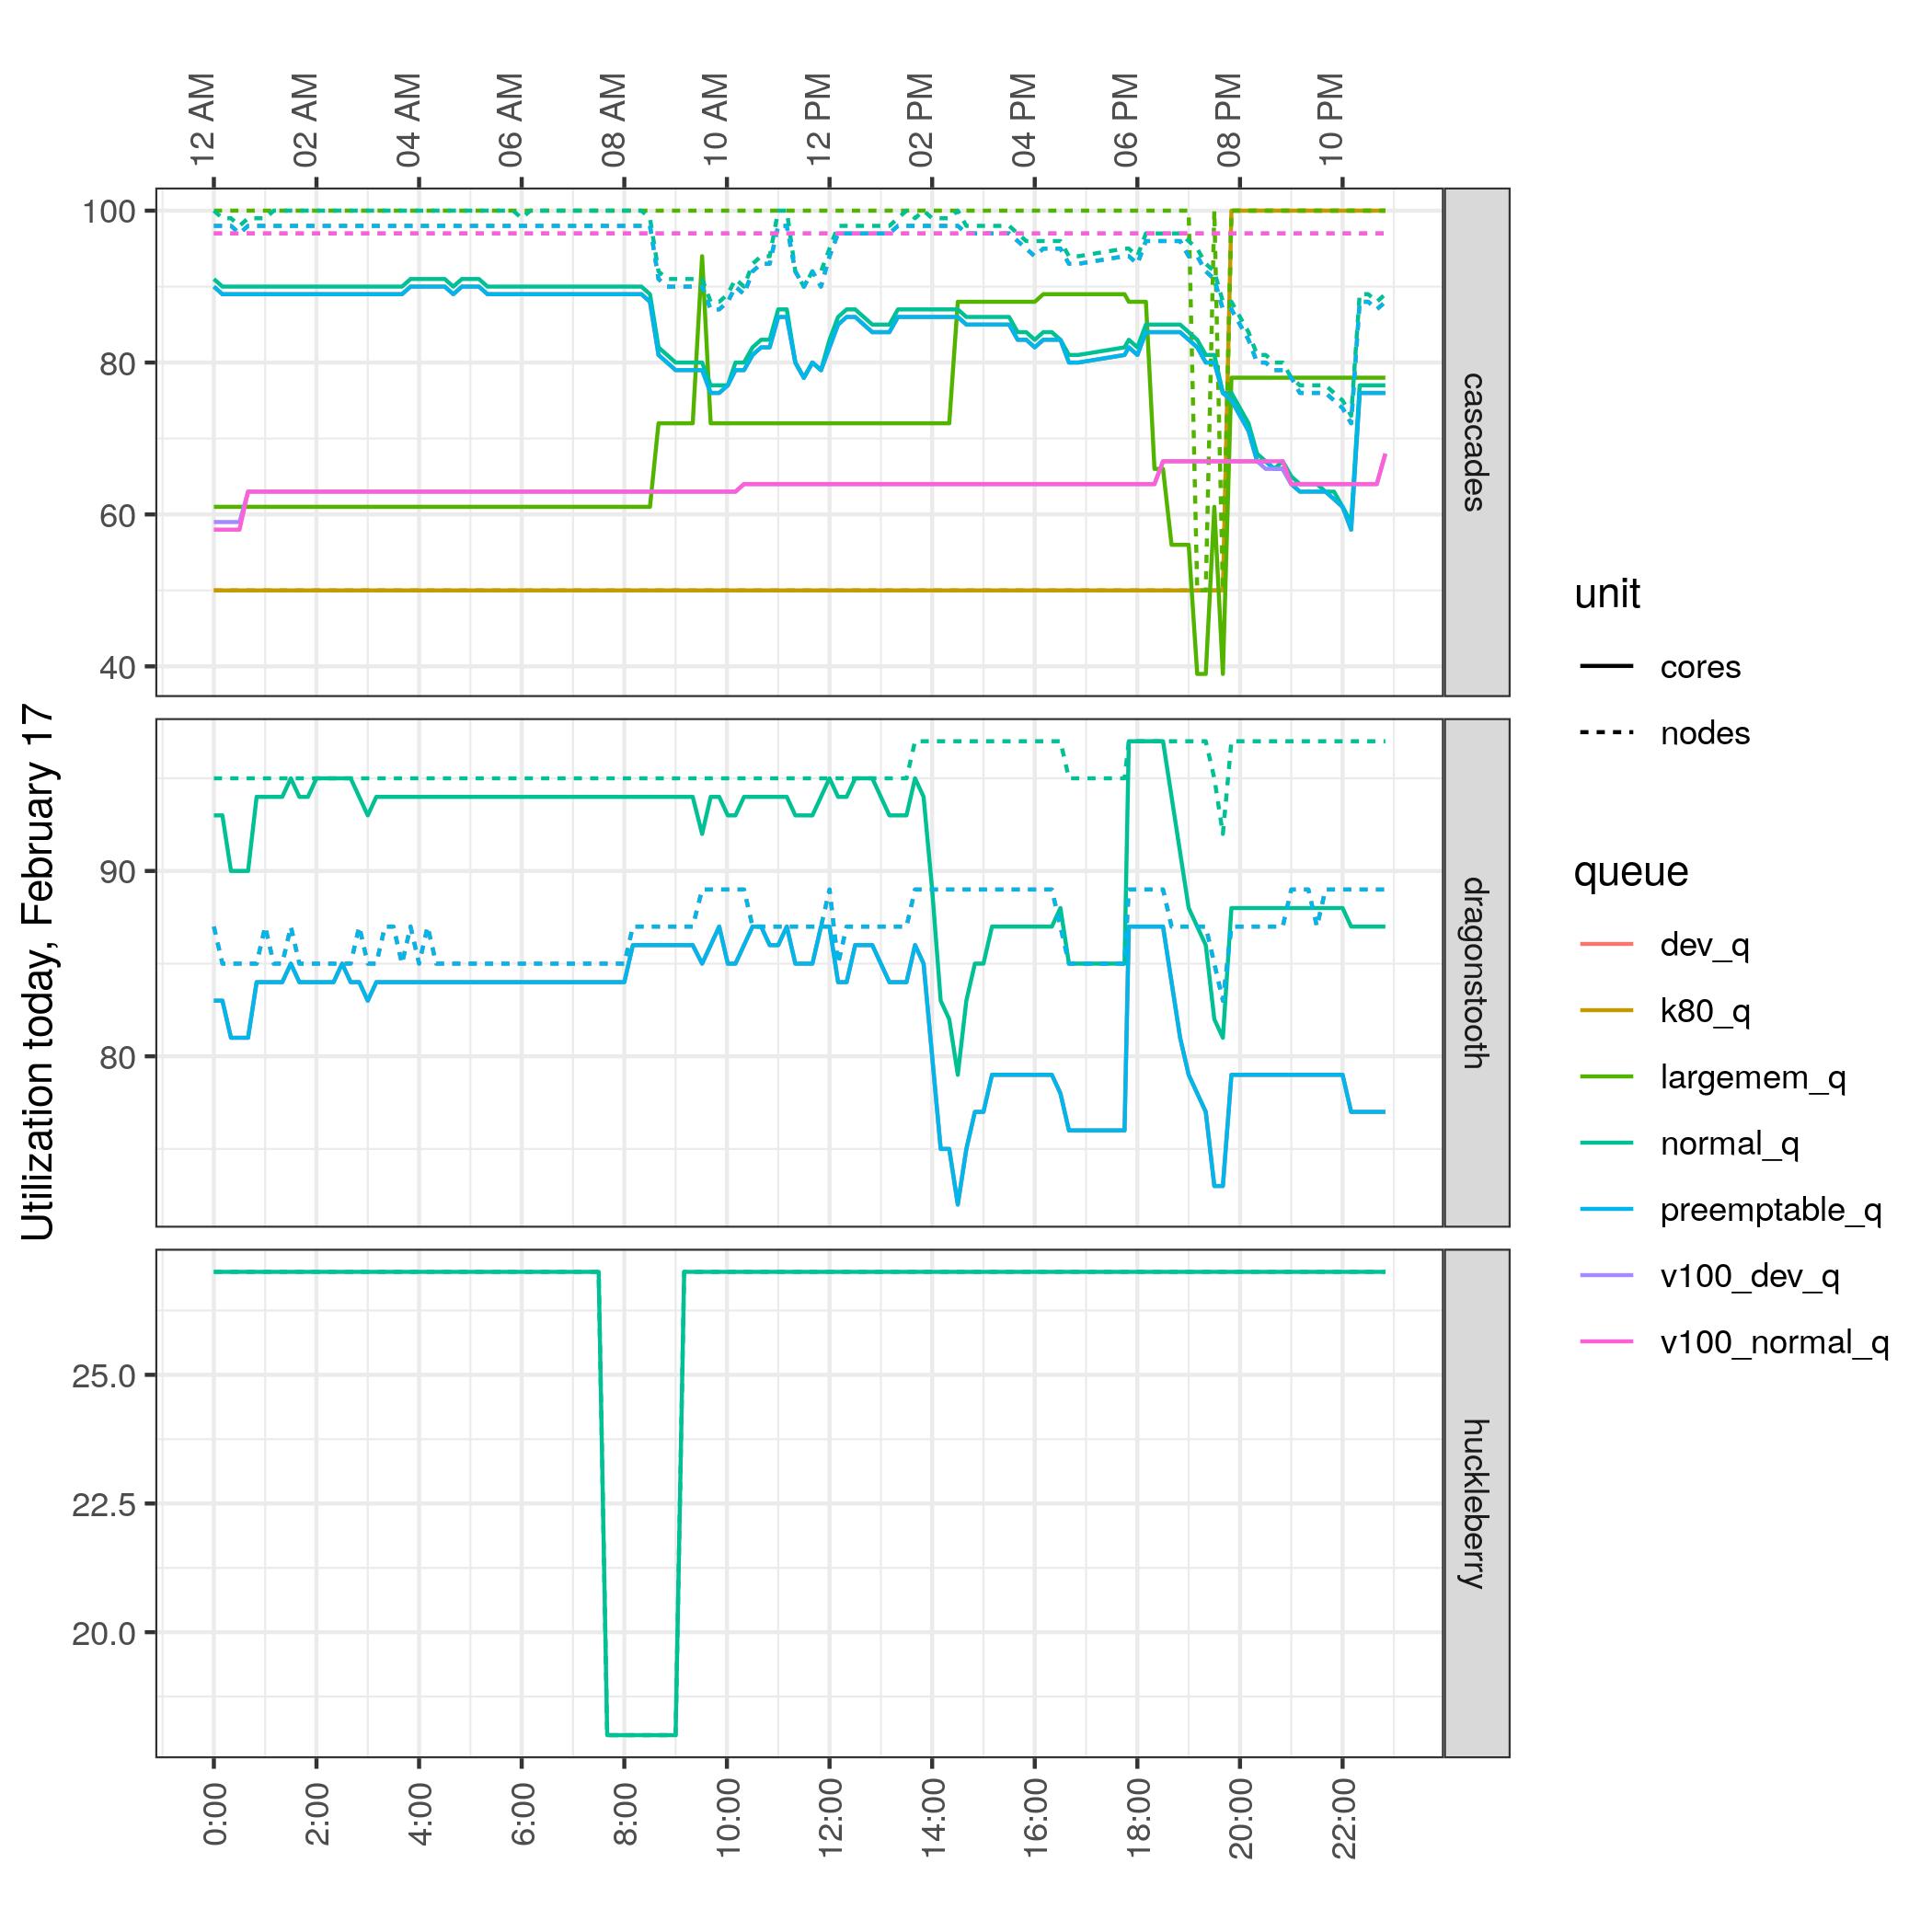 12 AM
02 AM
04 AM
06 AM
08 AM
10 AM
12 PM
02 PM
04 PM
06 PM
08 PM
10 PM
Utilization today, February 17
100
80
60
40
cascades
90
80
dragonstooth
25.0
22.5
20.0
huckleberry
0:00
2:00
4:00
6:00
8:00
10:00
12:00
14:00
16:00
18:00
20:00
22:00
unit
cores
nodes
queue
dev_q
k80_q
largemem_q
normal_q
preemptable_q
v100_dev_q
v100_normal_q